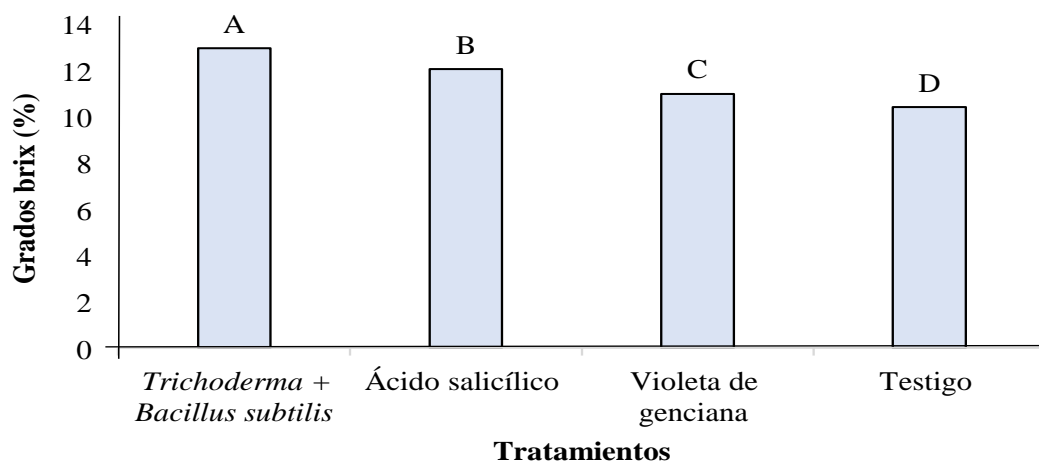 14
12
10
8
6
4
2
0
Grados brix (%)
A
B
C
D
Trichoderma +
Bacillus subtilis
Ácido salicílico
Violeta de
genciana
Testigo
Tratamientos